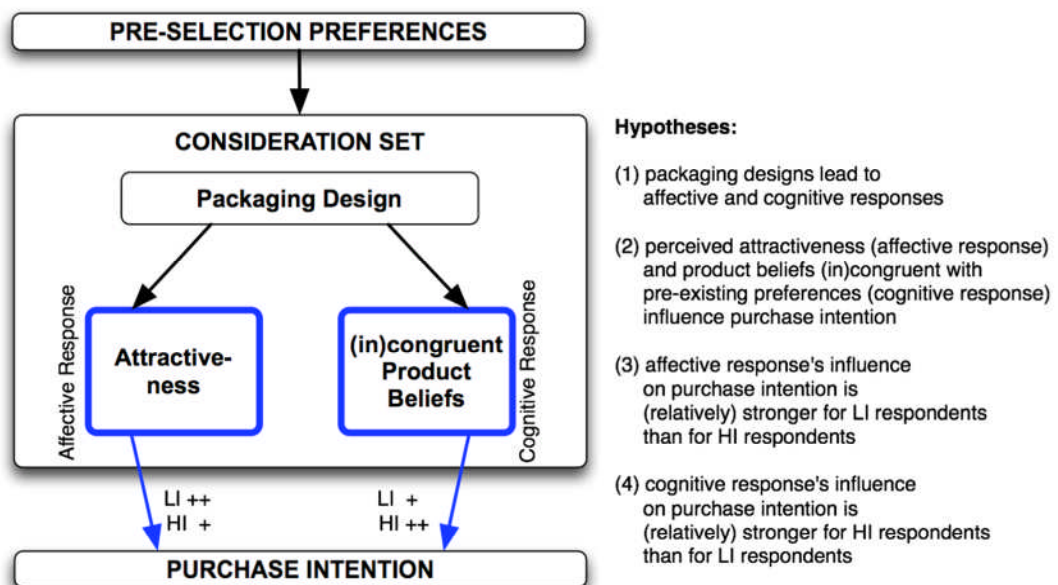 PRE-SELECTION PREFERENCES
CONSIDERATION SET
Packaging Design
Affective Response
Attractive-
ness
(in)congruent
Product
Beliefs
Cognitive Response
LI ++
HI +
LI +
HI ++
PURCHASE INTENTION
Hypotheses:
(1) packaging designs lead to
affective and cognitive responses
(2) perceived attractiveness (affective response)
and product beliefs (in)congruent with
pre-existing preferences (cognitive response)
influence purchase intention
(3) affective response's influence
on purchase intention is
(relatively) stronger for LI respondents
than for HI respondents
(4) cognitive response's influence
on purchase intention is
(relatively) stronger for HI respondents
than for LI respondents